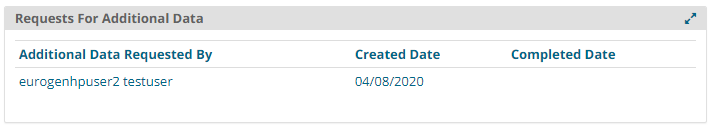 Requests For Additional Data
Additional Data Requested By Created Date Completed Date
eurogenhpuser2 testuser 04/08/2020